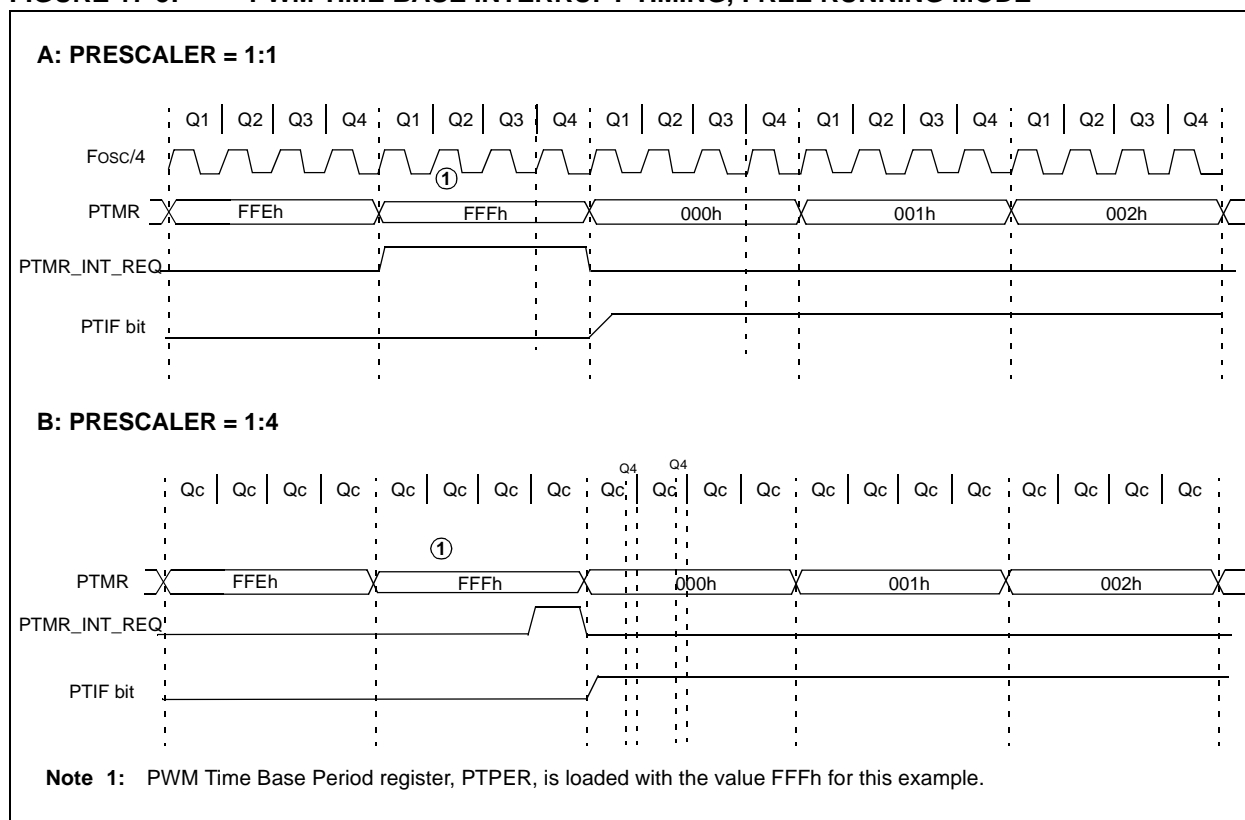 A: PRESCALER = 1:1
Q1 Q2 Q3 Q4 Q1 Q2 Q3 Q4 Q1 Q2 Q3 Q4 Q1 Q2 Q3 Q4 Q1 Q2 Q3 Q4
FOSC/4
1
PTMR FFEh FFFh 000h 001h 002h
PTMR_INT_REQ
PTIF bit
B: PRESCALER = 1:4
Q4 Q4
Qc Qc Qc Qc Qc Qc Qc Qc Qc Qc Qc Qc Qc Qc Qc Qc Qc Qc Qc Qc
1
PTMR FFEh FFFh 000h 001h 002h
PTMR_INT_REQ
PTIF bit
Note 1: PWM Time Base Period register, PTPER, is loaded with the value FFFh for this example.